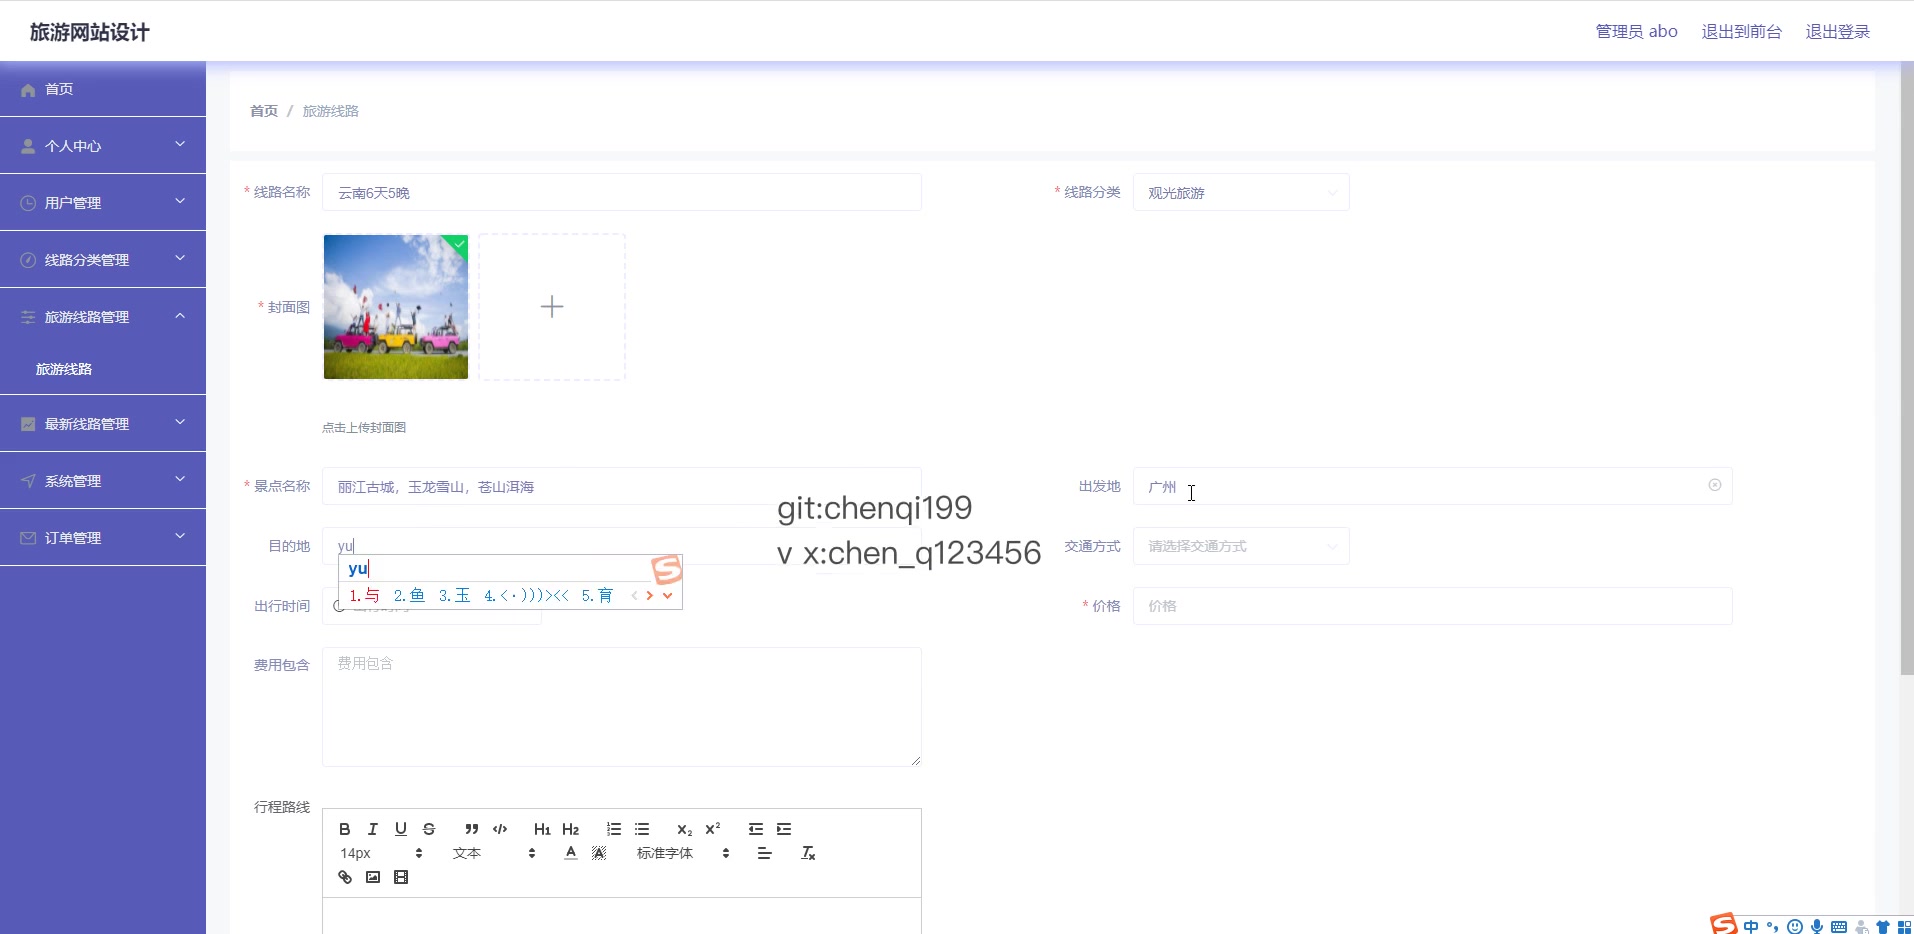 旅游网站设计
管理员 abo 退出到前台 退出登录
首页
个人中心
用户管理
线路分类管理
旅游线路管理
旅游线路
最新线路管理
系统管理
订单管理
首页 / 旅游线路
* 线路名称 云南6天5晚
* 线路分类 观光旅游
* 封面图
点击上传封面图
* 景点名称 丽江古城，玉龙雪山，苍山洱海
出发地 广州
git:chenqi199
v x:chen_q123456
目的地 yu
交通方式 请选择交通方式
yu
1.与 2.鱼 3.玉 4.<·)))><< 5.育
出行时间
* 价格 价格
费用包含 费用包含
行程路线
B I U S H1 H2 X2 X2
14px 文本 A A 标准字体 Tx
中